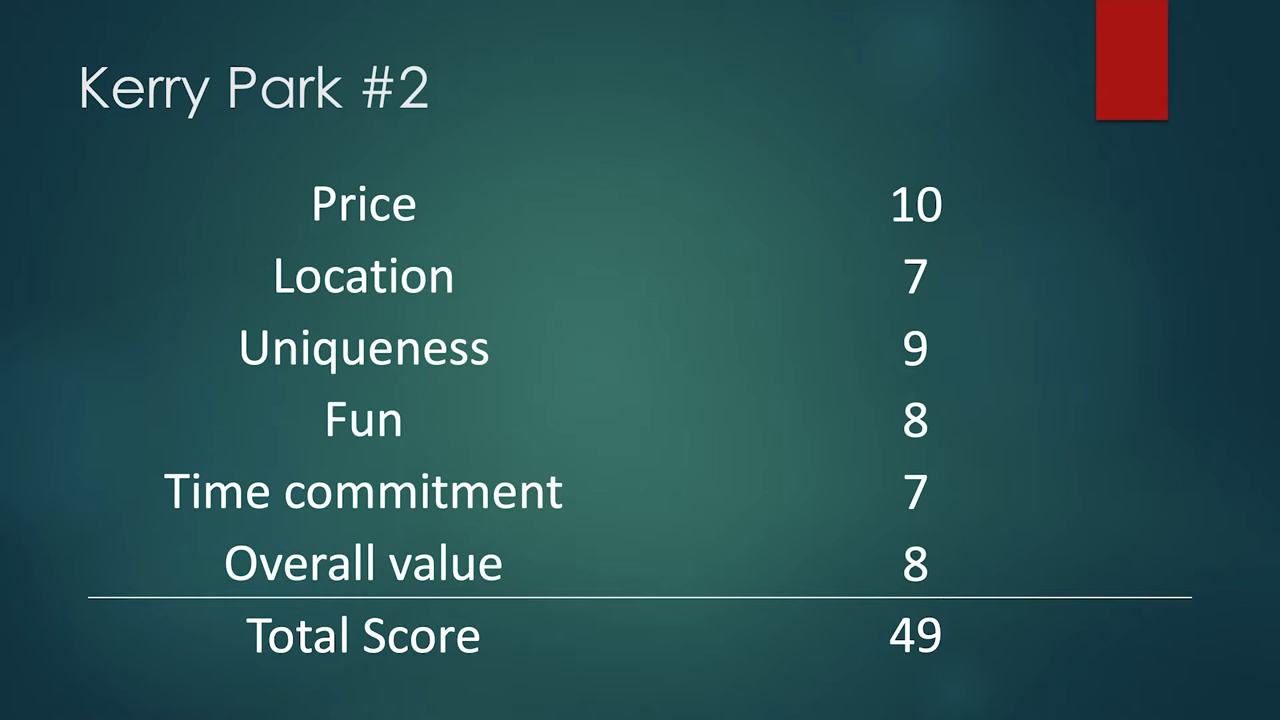 Kerry Park #2
Price 10
Location 7
Uniqueness 9
Fun 8
Time commitment 7
Overall value 8
Total Score 49